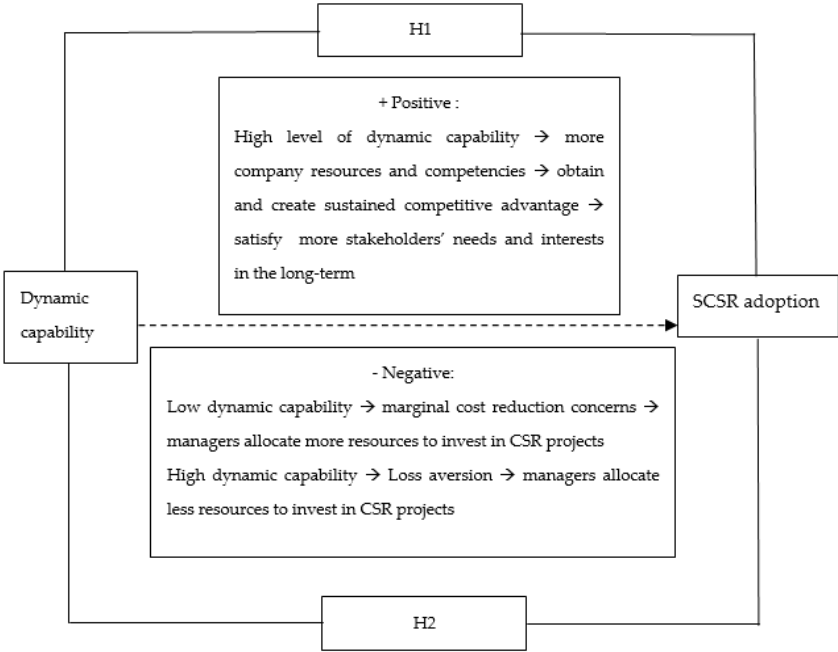 H1
+ Positive :
High level of dynamic capability → more
company resources and competencies → obtain
and create sustained competitive advantage →
satisfy more stakeholders' needs and interests
in the long-term
Dynamic
capability
SCSR adoption
- Negative:
Low dynamic capability → marginal cost reduction concerns →
managers allocate more resources to invest in CSR projects
High dynamic capability → Loss aversion → managers allocate
less resources to invest in CSR projects
H2